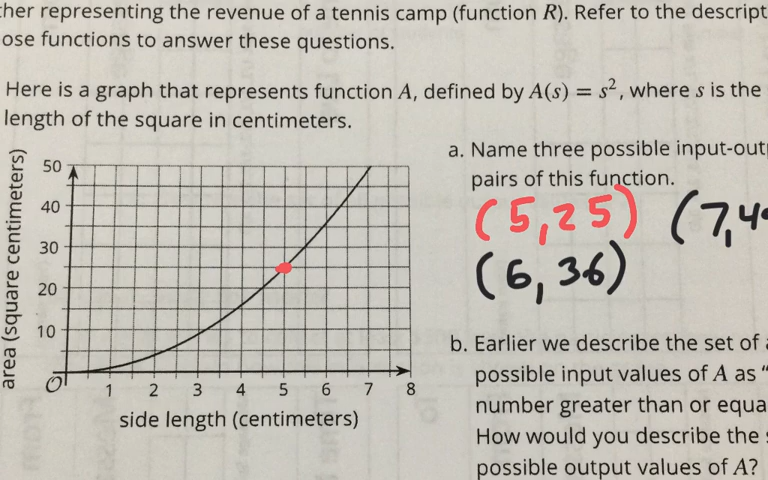 ther representing the revenue of a tennis camp (function R). Refer to the descript
ose functions to answer these questions.
Here is a graph that represents function A, defined by A(s) = s², where s is the
length of the square in centimeters.
area (square centimeters)
50
40
30
20
10
O
1 2 3 4 5 6 7 8
side length (centimeters)
a. Name three possible input-out
pairs of this function.
(5,25) (7,4
(6,36)
b. Earlier we describe the set of
possible input values of A as “
number greater than or equa
How would you describe the
possible output values of A?